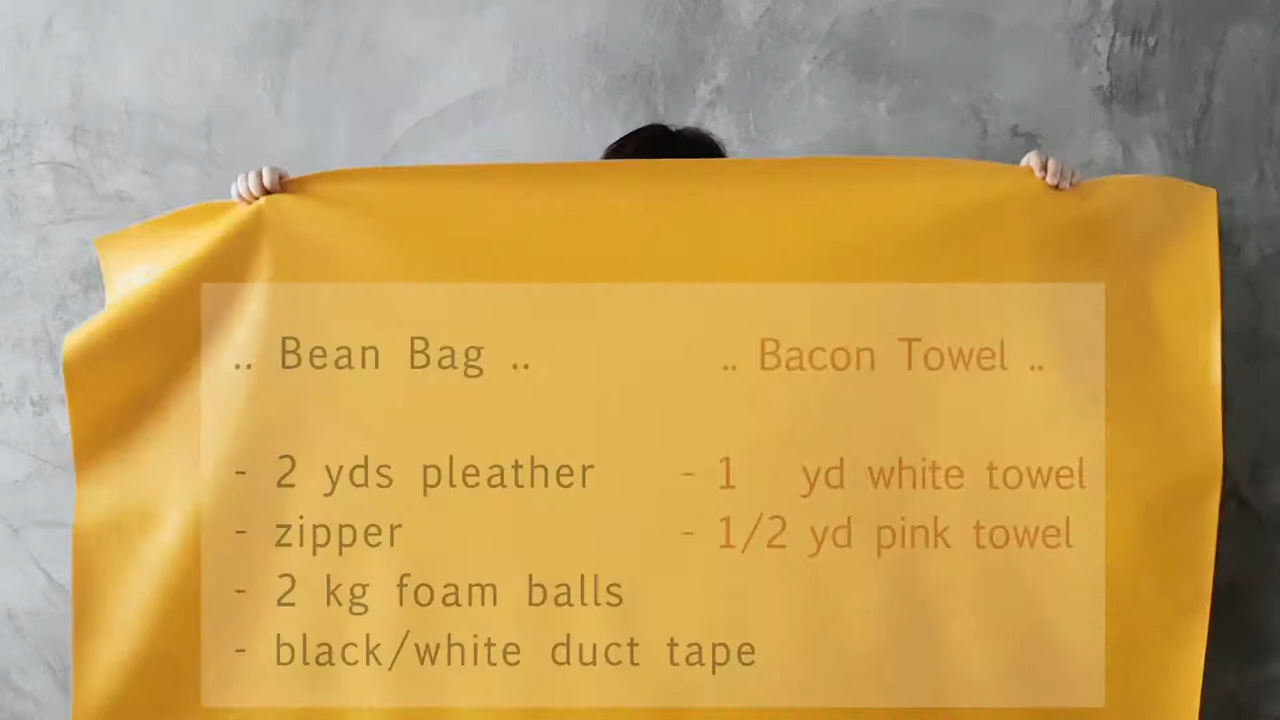 .. Bean Bag ..
- 2 yds pleather
- zipper
- 2 kg foam balls
- black/white duct tape
.. Bacon Towel ..
- 1 yd white towel
- 1/2 yd pink towel